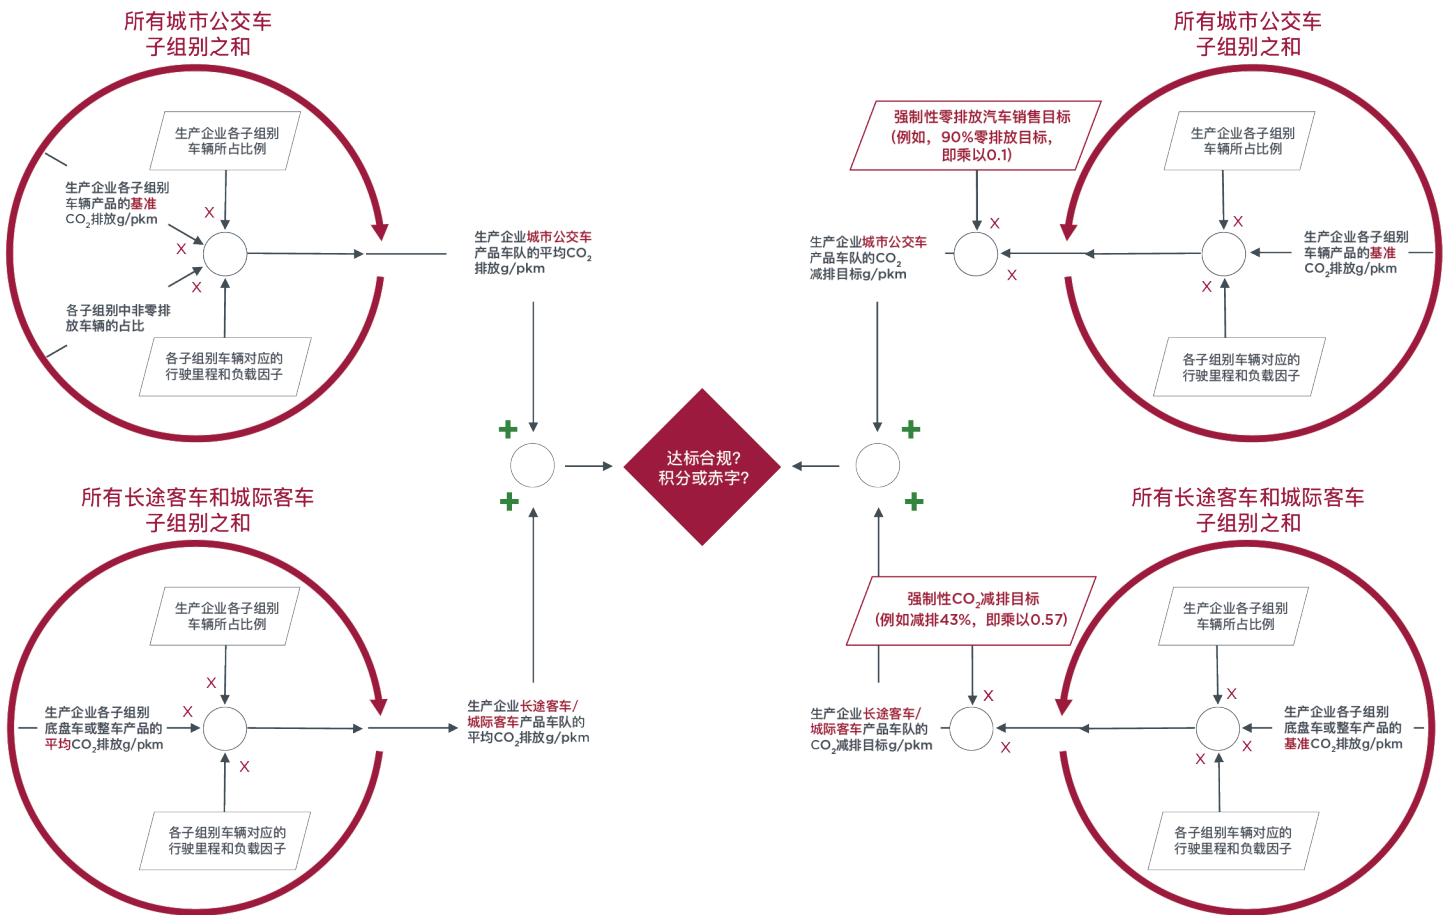 所有城市公交车
子组别之和
生产企业各子组别
车辆所占比例
生产企业各子组别
车辆产品的基准
CO₂排放g/pkm
X
X
X
各子组别中非零排
放车辆的占比
各子组别车辆对应的
行驶里程和负载因子
生产企业城市公交车
产品车队的平均CO₂
排放g/pkm
所有城市公交车
子组别之和
强制性零排放汽车销售目标
(例如，90%零排放目标，
即乘以0.1)
生产企业各子组别
车辆所占比例
X
X
X
X
生产企业城市公交车
产品车队的CO₂
减排目标g/pkm
生产企业各子组别
车辆产品的基准
CO₂排放g/pkm
各子组别车辆对应的
行驶里程和负载因子
+
+
达标合规?
积分或赤字?
+
+
所有长途客车和城际客车
子组别之和
生产企业各子组别
车辆所占比例
X
X
X
生产企业各子组别
底盘车或整车产品的
平均CO₂排放g/pkm
各子组别车辆对应的
行驶里程和负载因子
生产企业长途客车/
城际客车产品车队的
平均CO₂排放g/pkm
所有长途客车和城际客车
子组别之和
强制性CO₂减排目标
(例如减排43%，即乘以0.57)
生产企业各子组别
车辆所占比例
X
X
X
X
X
生产企业长途客车/
城际客车产品车队的
CO₂减排目标g/pkm
生产企业各子组别
底盘车或整车产品的
基准CO₂排放g/pkm
各子组别车辆对应的
行驶里程和负载因子